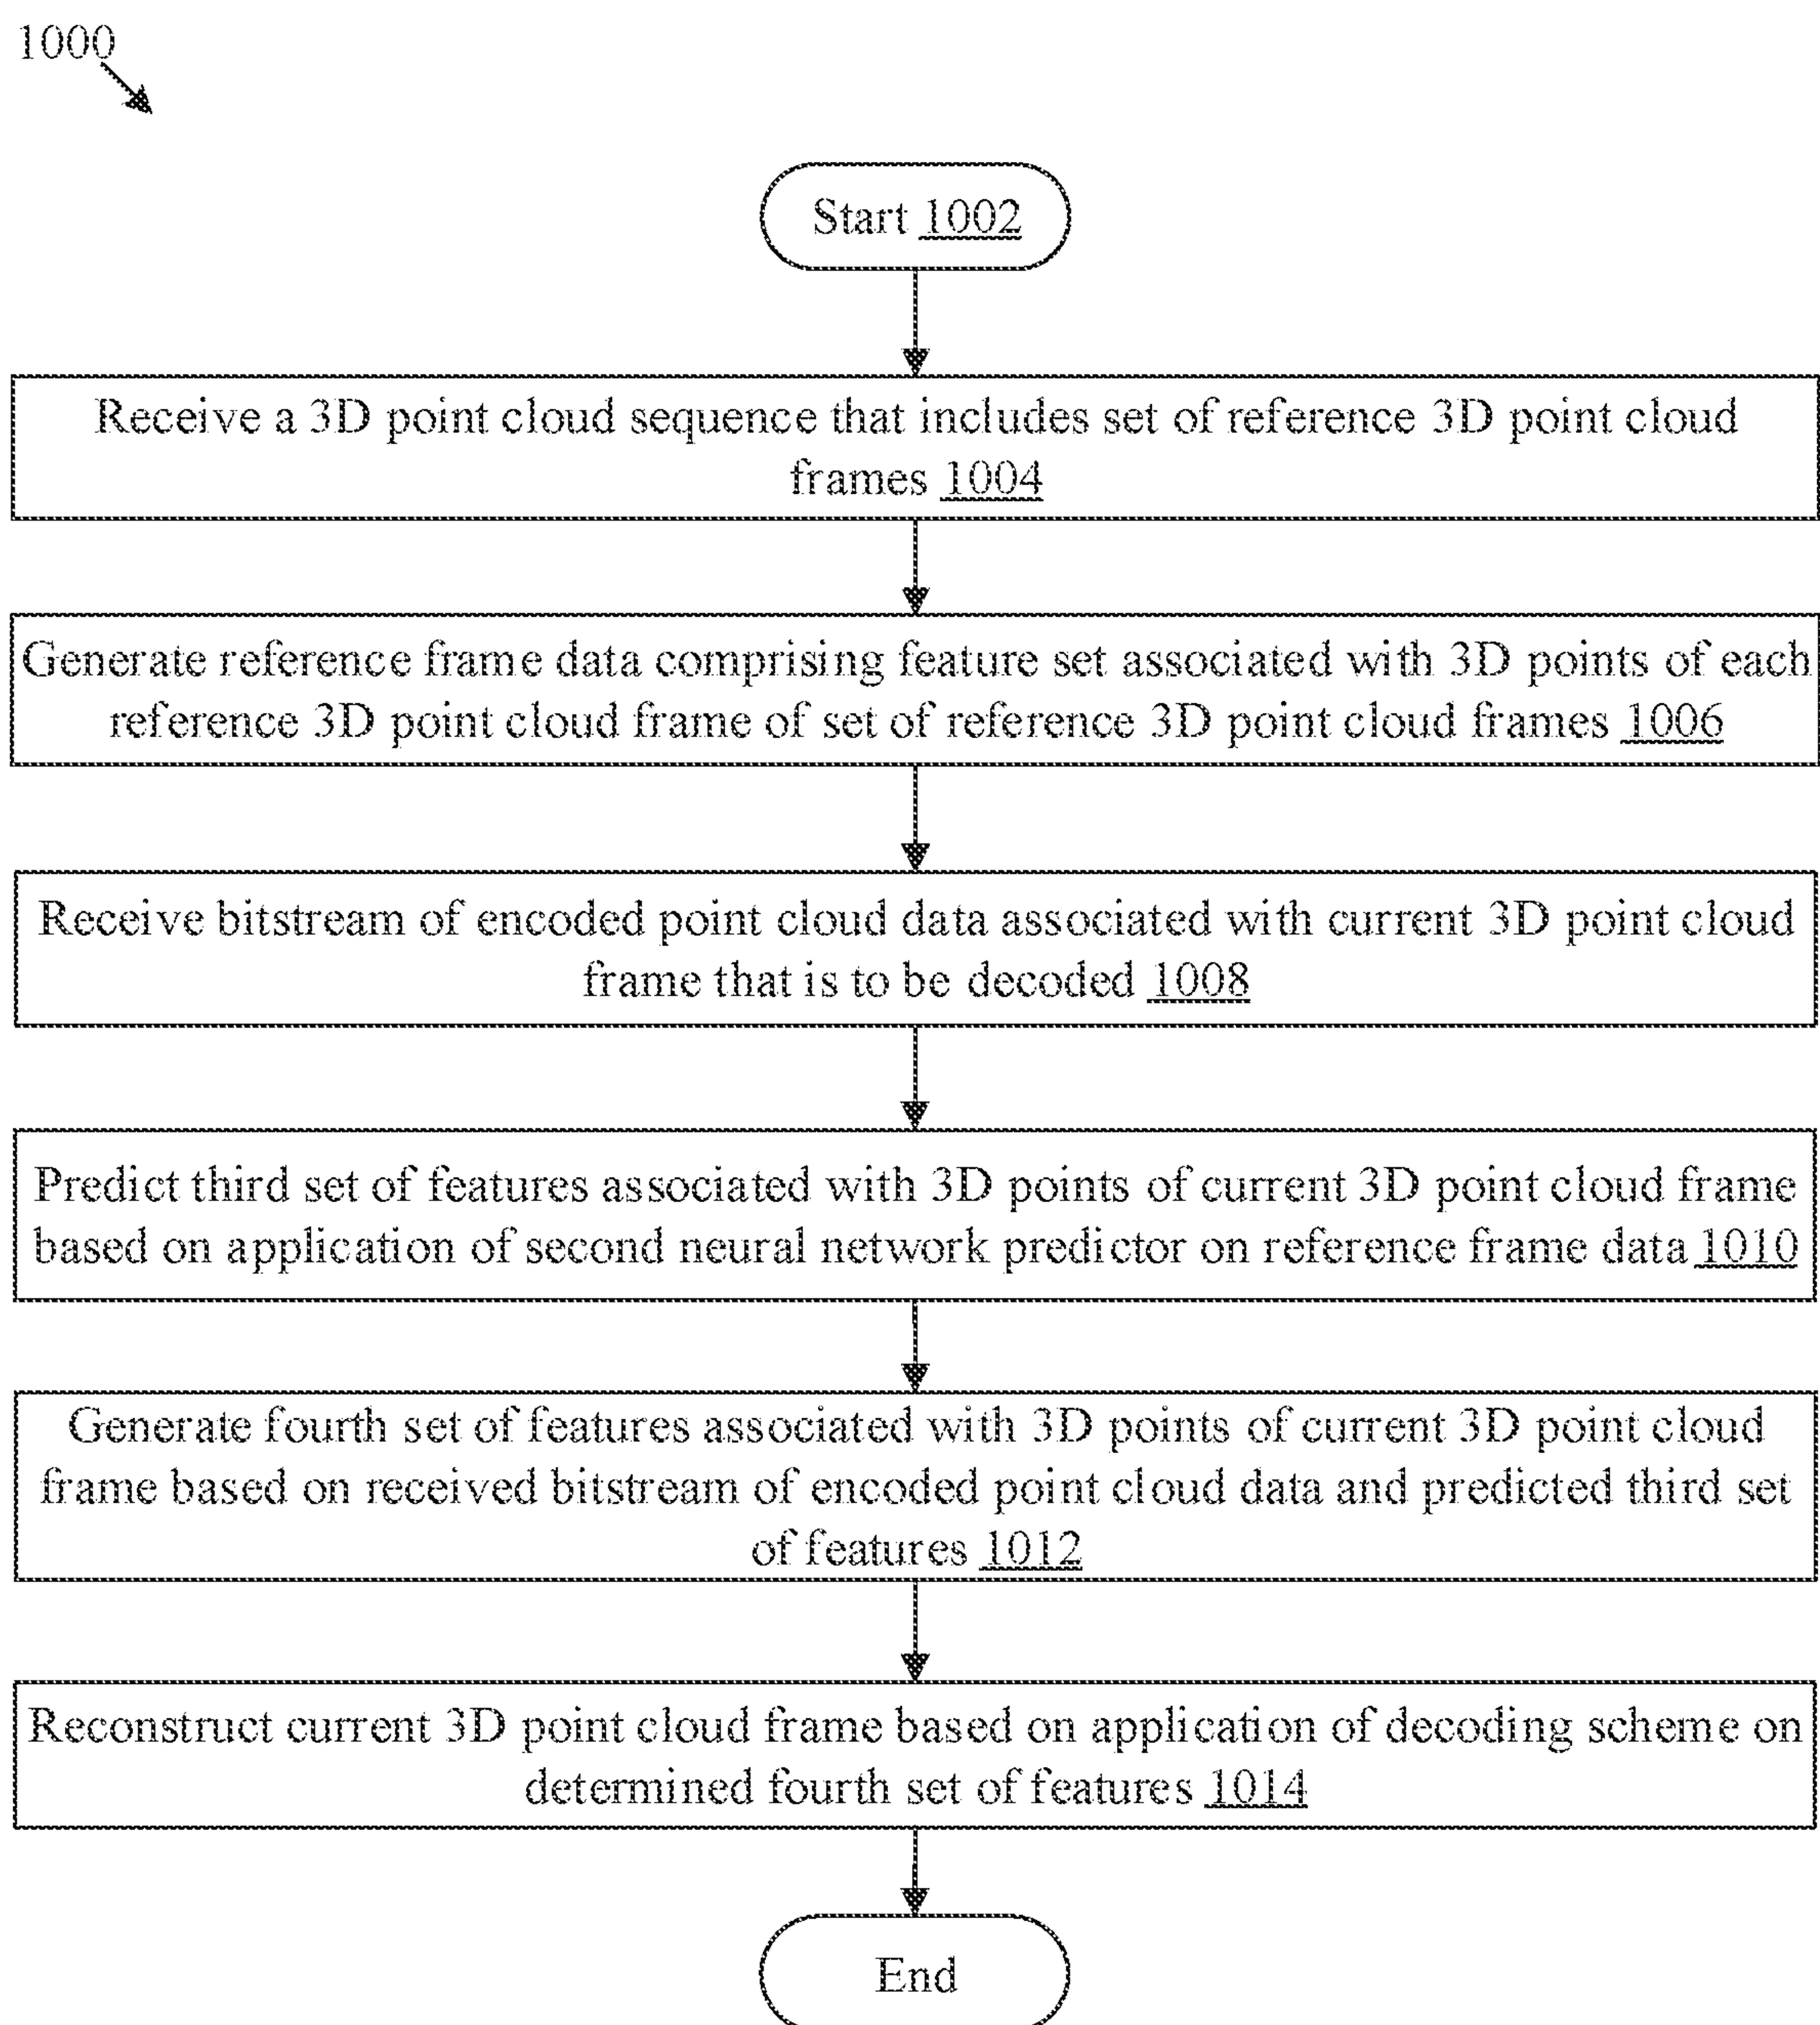 1000
Start 1002
Receive a 3D point cloud sequence that includes set of reference 3D point cloud
frames 1004
Generate reference frame data comprising feature set associated with 3D points of each
reference 3D point cloud frame of set of reference 3D point cloud frames 1006
Receive bitstream of encoded point cloud data associated with current 3D point cloud
frame that is to be decoded 1008
Predict third set of features associated with 3D points of current 3D point cloud frame
based on application of second neural network predictor on reference frame data 1010
Generate fourth set of features associated with 3D points of current 3D point cloud
frame based on received bitstream of encoded point cloud data and predicted third set
of features 1012
Reconstruct current 3D point cloud frame based on application of decoding scheme on
determined fourth set of features 1014
End